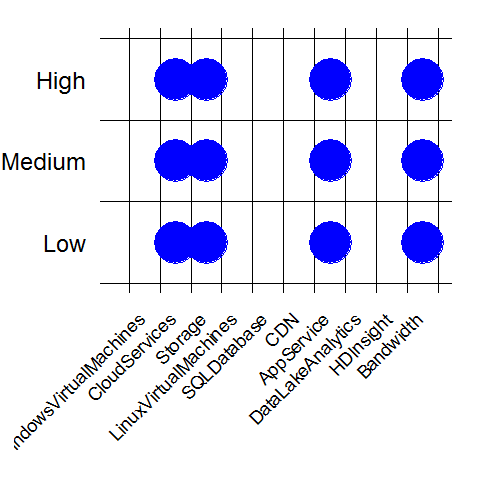 High
Medium
Low
ndowsVirtualMachines
CloudServices
Storage
LinuxVirtualMachines
SQLDatabase
CDN
AppService
DataLakeAnalytics
HDInsight
Bandwidth